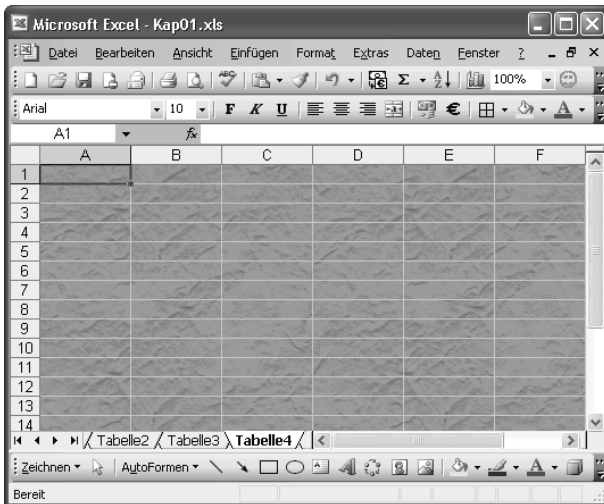 Microsoft Excel - Kap01.xls
Datei Bearbeiten Ansicht Einfügen Format Extras Daten Fenster ?
ABC Σ A Z 100%
Arial 10 F K U € A
A1 fx
A B C D E F
1
2
3
4
5
6
7
8
9
10
11
12
13
14
Tabelle2 Tabelle3 Tabelle4
Zeichnen AutoFormen A A
Bereit